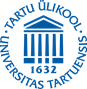 TARTU ÜLIKOOL
UNIVERSITAS TARTUENSIS
1632